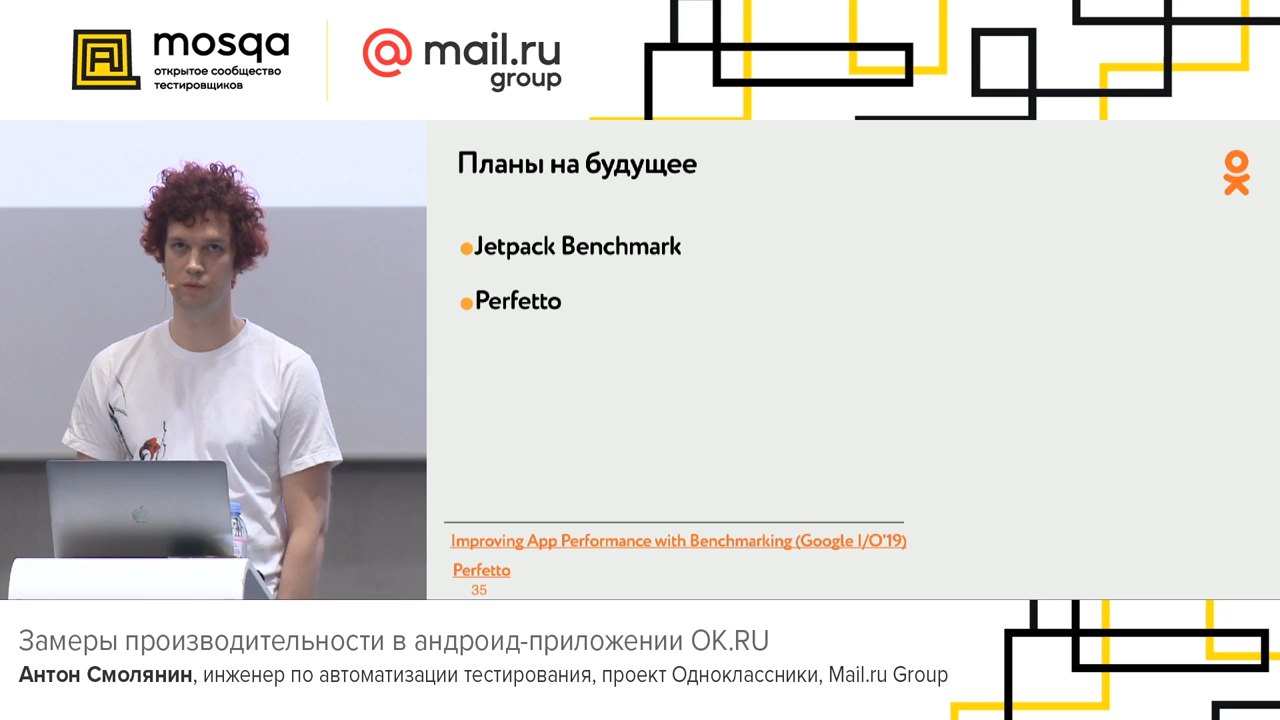 mosqa
открытое сообщество
тестировщиков
@mail.ru
group
Планы на будущее
Jetpack Benchmark
Perfetto
Improving App Performance with Benchmarking (Google I/O'19)
Perfetto
35
Замеры производительности в андроид-приложении OK.RU
Антон Смолянин, инженер по автоматизации тестирования, проект Одноклассники, Mail.ru Group